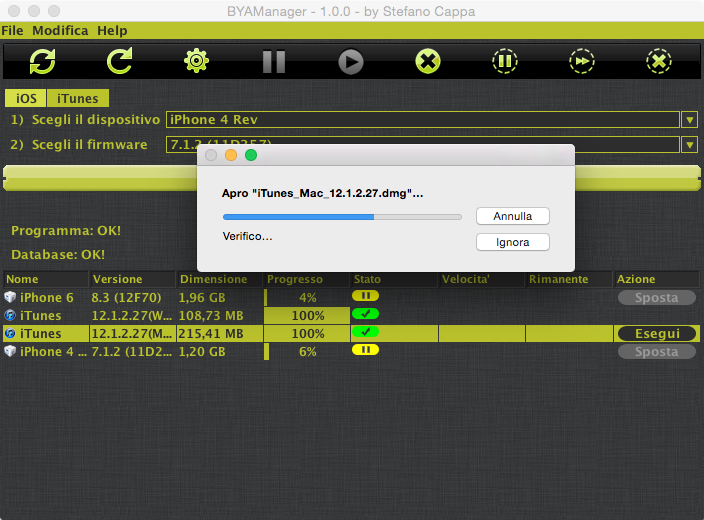 BYAManager - 1.0.0 - by Stefano Cappa
File Modifica Help
iOS iTunes
1) Scegli il dispositivo iPhone 4 Rev
2) Scegli il firmware 7.1.2 (11D257)
Apro "iTunes_Mac_12.1.2.27.dmg"...
Annulla
Verifico...
Ignora
Programma: OK!
Database: OK!
Nome Versione Dimensione Progresso Stato Velocita' Rimanente Azione
iPhone 6 8.3 (12F70) 1,96 GB 4% Sposta
iTunes 12.1.2.27(W... 108,73 MB 100%
iTunes 12.1.2.27(M... 215,41 MB 100% Esegui
iPhone 4 ... 7.1.2 (11D2... 1,20 GB 6% Sposta